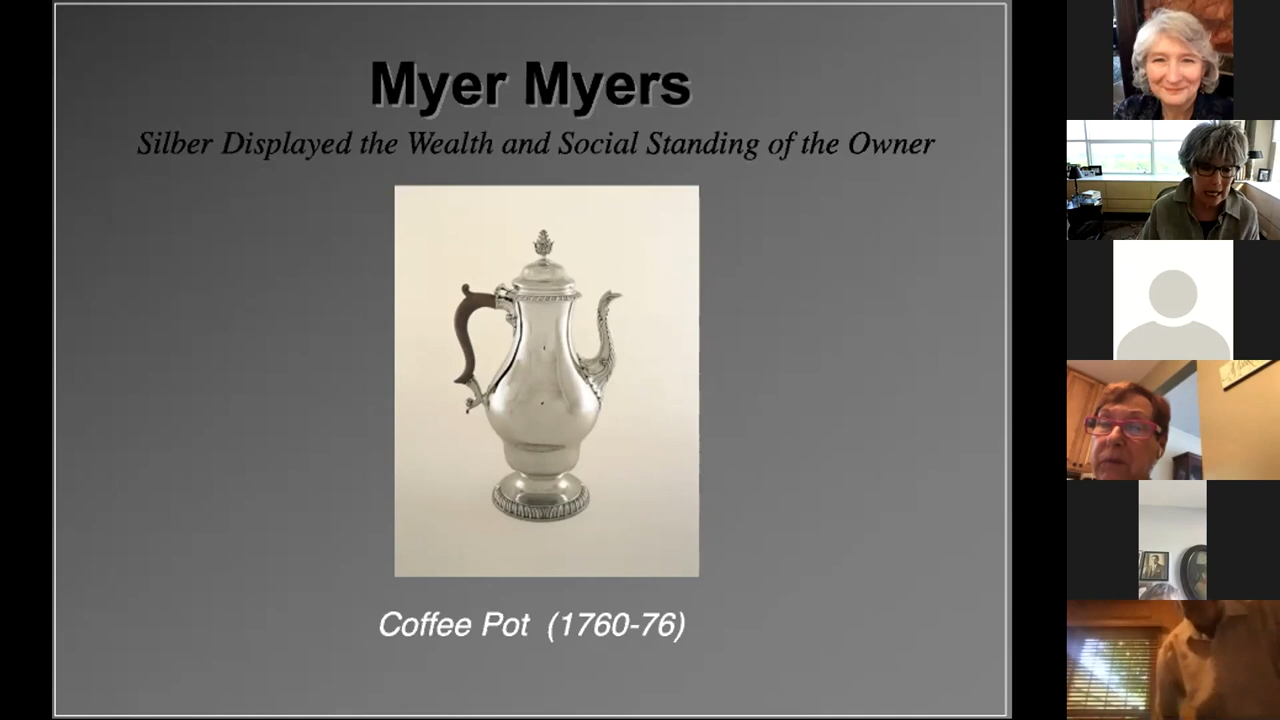 Myer Myers
Silber Displayed the Wealth and Social Standing of the Owner
Coffee Pot (1760-76)